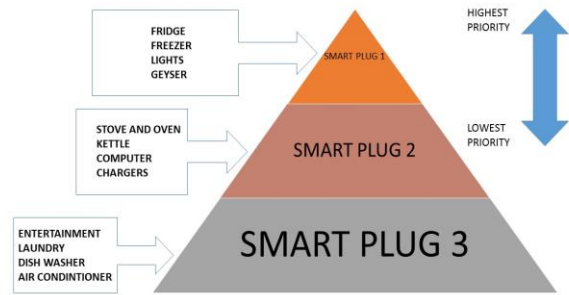 FRIDGE
FREEZER
LIGHTS
GEYSER
SMART PLUG 1
HIGHEST
PRIORITY
LOWEST
PRIORITY
STOVE AND OVEN
KETTLE
COMPUTER
CHARGERS
SMART PLUG 2
ENTERTAINMENT
LAUNDRY
DISH WASHER
AIR CONDINTIONER
SMART PLUG 3